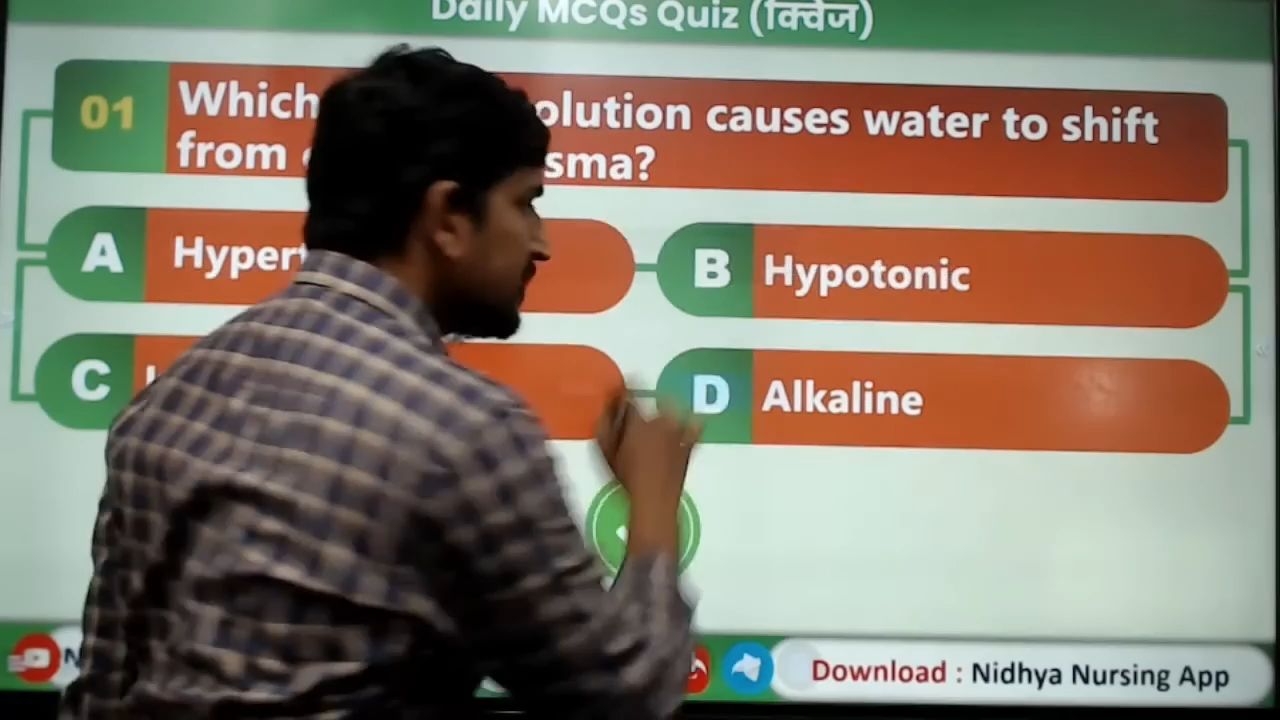 Daily MCQs Quiz (क्विज)
01
Which olution causes water to shift
from sma?
A Hypert
B Hypotonic
C
D Alkaline
N
Download : Nidhya Nursing App